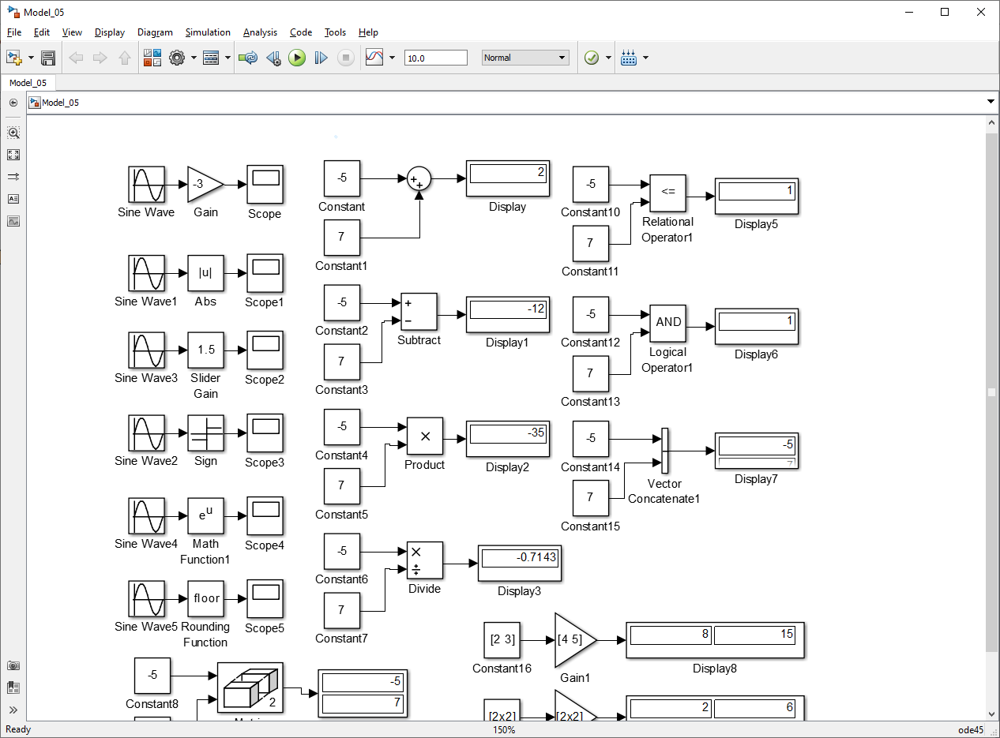 Model_05
File Edit View Display Diagram Simulation Analysis Code Tools Help
10.0 Normal
Model_05
Model_05
Sine Wave
-3
Gain
Scope
Sine Wave1
|u|
Abs
Scope1
Sine Wave3
1.5
Slider
Gain
Scope2
Sine Wave2
Sign
Scope3
Sine Wave4
eu
Math
Function1
Scope4
Sine Wave5
floor
Rounding
Function
Scope5
-5
Constant8
2
-5
7
-5
Constant
7
Constant1
+
+
2
Display
-5
Constant2
7
Constant3
+
−
Subtract
-12
Display1
-5
Constant4
7
Constant5
×
Product
-35
Display2
-5
Constant6
7
Constant7
×
÷
Divide
-0.7143
Display3
-5
Constant10
7
Constant11
<=
Relational
Operator1
1
Display5
-5
Constant12
7
Constant13
AND
Logical
Operator1
1
Display6
-5
Constant14
7
Constant15
Vector
Concatenate1
-5
7
Display7
[2 3]
Constant16
[4 5]
Gain1
8 15
Display8
[2x2]
[2x2]
2 6
Ready 150% ode45